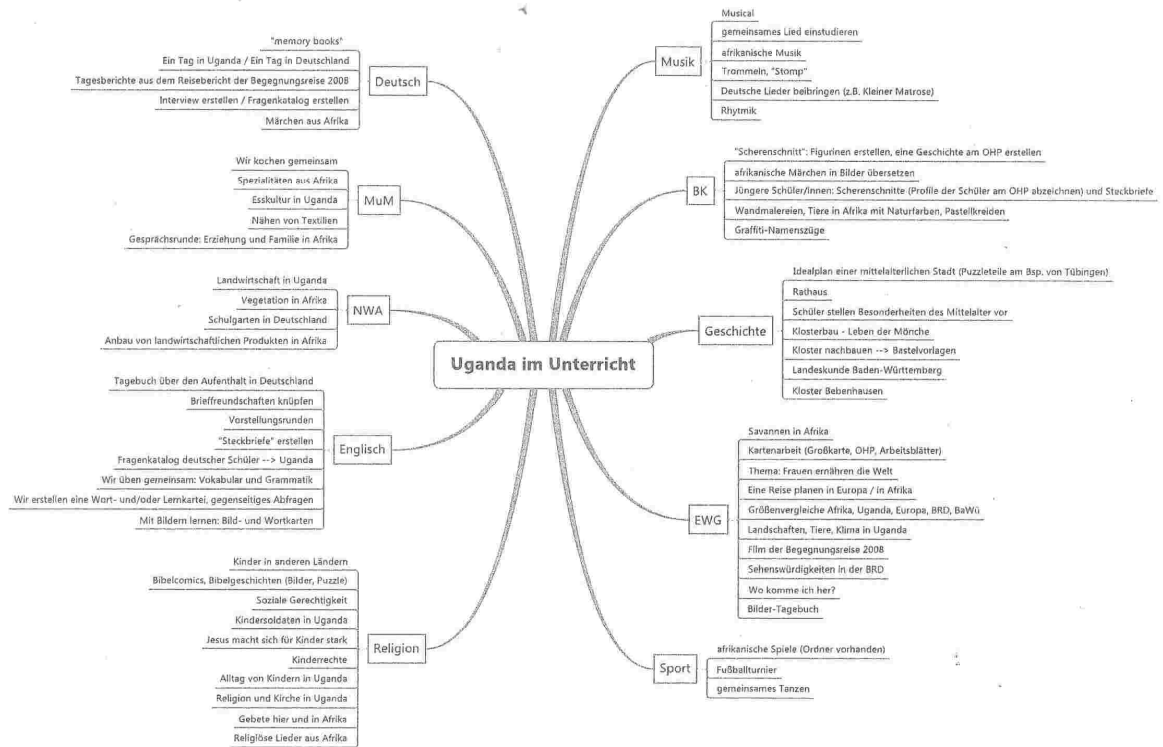 Uganda im Unterricht
Deutsch
"memory books"
Ein Tag in Uganda / Ein Tag in Deutschland
Tagesberichte aus dem Reisebericht der Begegnungsreise 2008
Interview erstellen / Fragenkatalog erstellen
Märchen aus Afrika
MuM
Wir kochen gemeinsam
Spezialitäten aus Afrika
Esskultur in Uganda
Nähen von Textilien
Gesprächsrunde: Erziehung und Familie in Afrika
NWA
Landwirtschaft in Uganda
Vegetation in Afrika
Schulgarten in Deutschland
Anbau von landwirtschaftlichen Produkten in Afrika
Englisch
Tagebuch über den Aufenthalt in Deutschland
Brieffreundschaften knüpfen
Vorstellungsrunden
"Steckbriefe" erstellen
Fragenkatalog deutscher Schüler --> Uganda
Wir üben gemeinsam: Vokabular und Grammatik
Wir erstellen eine Wort- und/oder Lernkartei, gegenseitiges Abfragen
Mit Bildern lernen: Bild- und Wortkarten
Religion
Kinder in anderen Ländern
Bibelcomics, Bibelgeschichten (Bilder, Puzzle)
Soziale Gerechtigkeit
Kindersoldaten in Uganda
Jesus macht sich für Kinder stark
Kinderrechte
Alltag von Kindern in Uganda
Religion und Kirche in Uganda
Gebete hier und in Afrika
Religiöse Lieder aus Afrika
Musik
Musical
gemeinsames Lied einstudieren
afrikanische Musik
Trommeln, "Stomp"
Deutsche Lieder beibringen (z.B. Kleiner Matrose)
Rhytmik
BK
"Scherenschnitt": Figurinen erstellen, eine Geschichte am OHP erstellen
afrikanische Märchen in Bilder übersetzen
Jüngere Schüler/innen: Scherenschnitte (Profile der Schüler am OHP abzeichnen) und Steckbriefe
Wandmalereien, Tiere in Afrika mit Naturfarben, Pastellkreiden
Graffiti-Namenszüge
Geschichte
Idealplan einer mittelalterlichen Stadt (Puzzleteile am Bsp. von Tübingen)
Rathaus
Schüler stellen Besonderheiten des Mittelalter vor
Klosterbau - Leben der Mönche
Kloster nachbauen --> Bastelvorlagen
Landeskunde Baden-Württemberg
Kloster Bebenhausen
EWG
Savannen in Afrika
Kartenarbeit (Großkarte, OHP, Arbeitsblätter)
Thema: Frauen ernähren die Welt
Eine Reise planen in Europa / in Afrika
Größenvergleiche Afrika, Uganda, Europa, BRD, BaWü
Landschaften, Tiere, Klima in Uganda
Film der Begegnungsreise 2008
Sehenswürdigkeiten in der BRD
Wo komme ich her?
Bilder-Tagebuch
Sport
afrikanische Spiele (Ordner vorhanden)
Fußballturnier
gemeinsames Tanzen